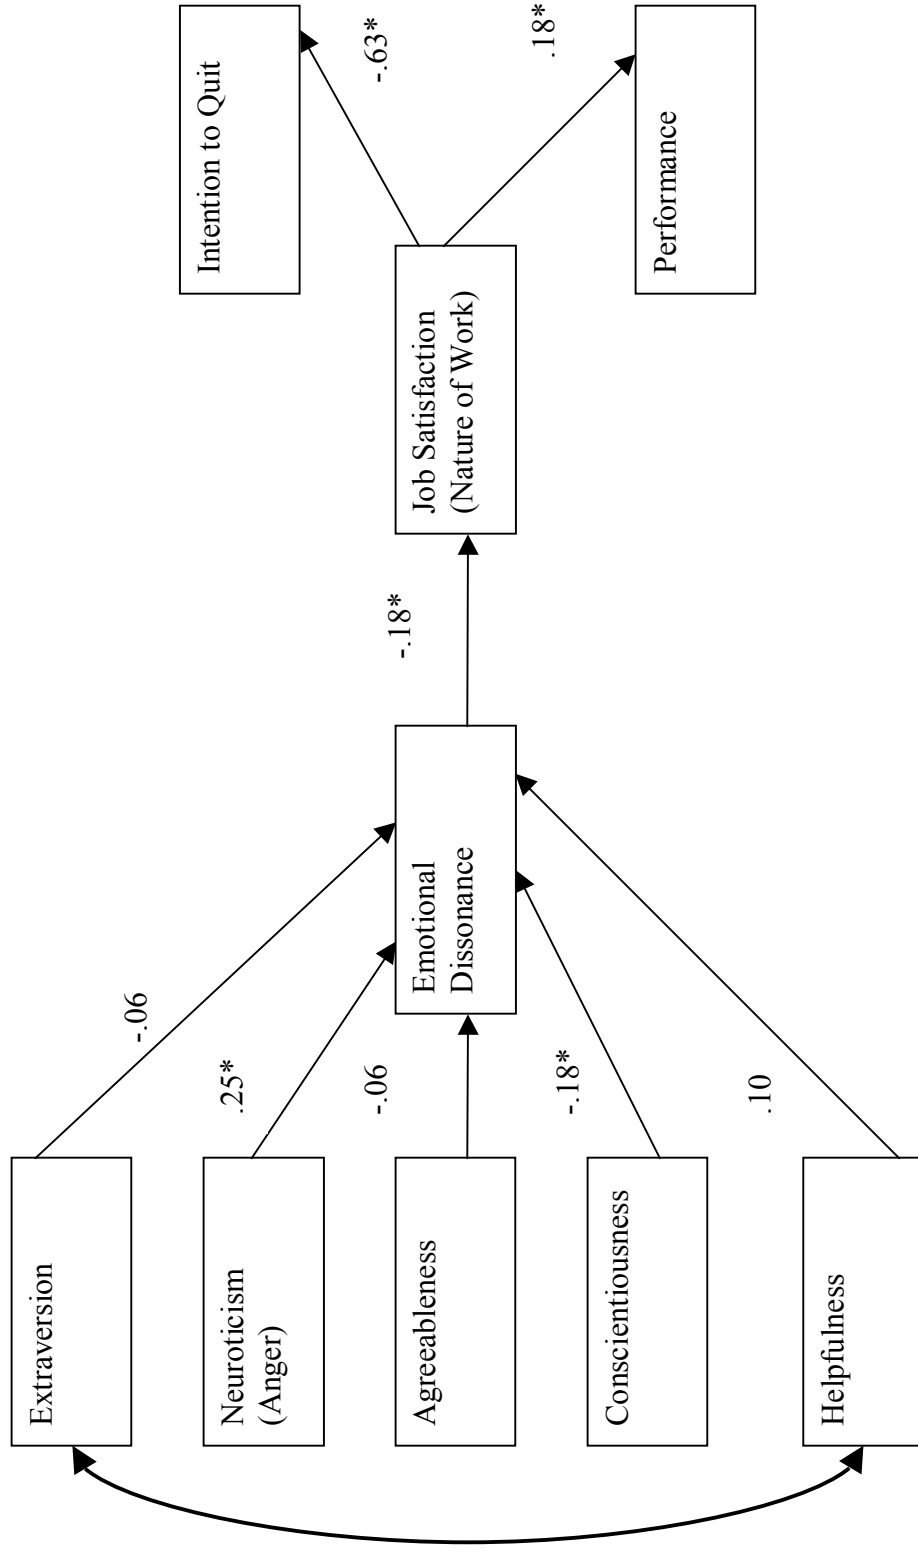 Extraversion
Neuroticism
(Anger)
Agreeableness
Conscientiousness
Helpfulness
-.06
.25*
-.06
-.18*
.10
Emotional
Dissonance
-.18*
Job Satisfaction
(Nature of Work)
-.63*
.18*
Intention to Quit
Performance